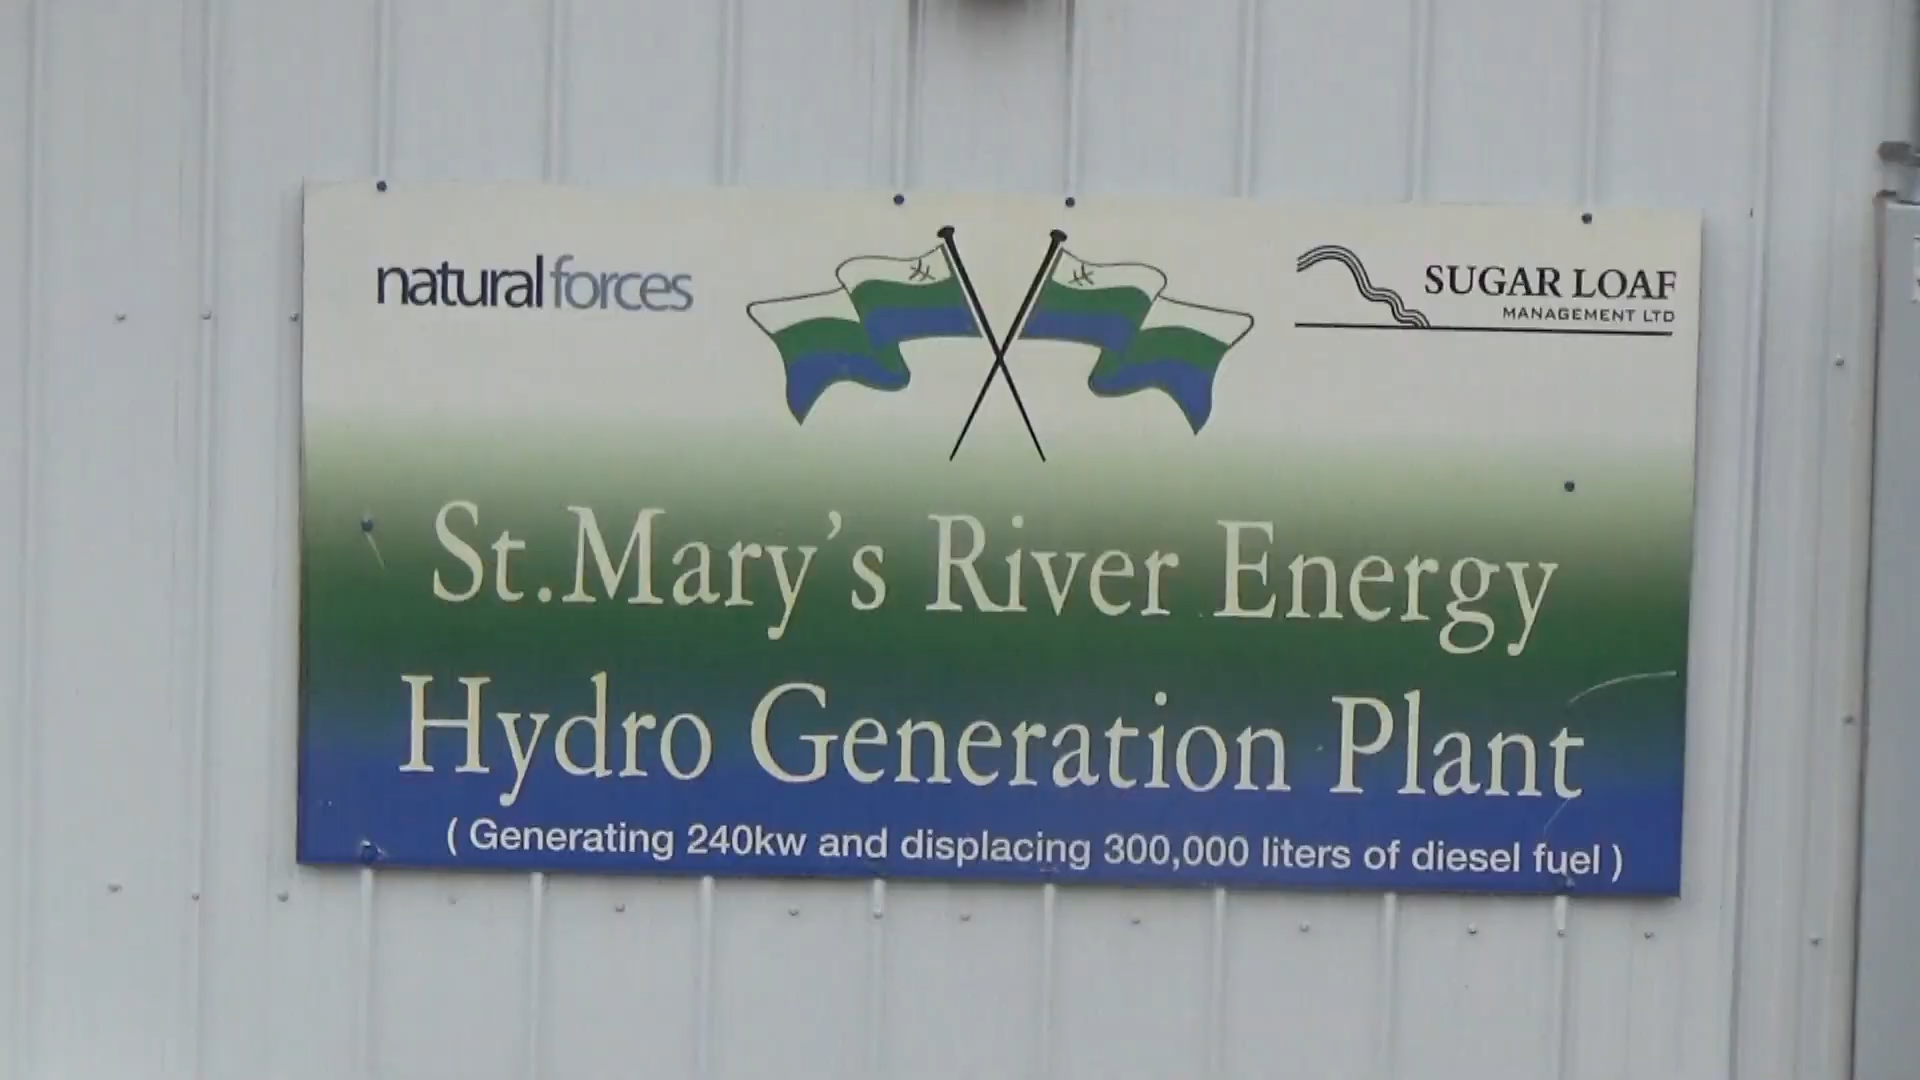 natural forces
SUGAR LOAF
MANAGEMENT LTD
St.Mary's River Energy
Hydro Generation Plant
( Generating 240kw and displacing 300,000 liters of diesel fuel )